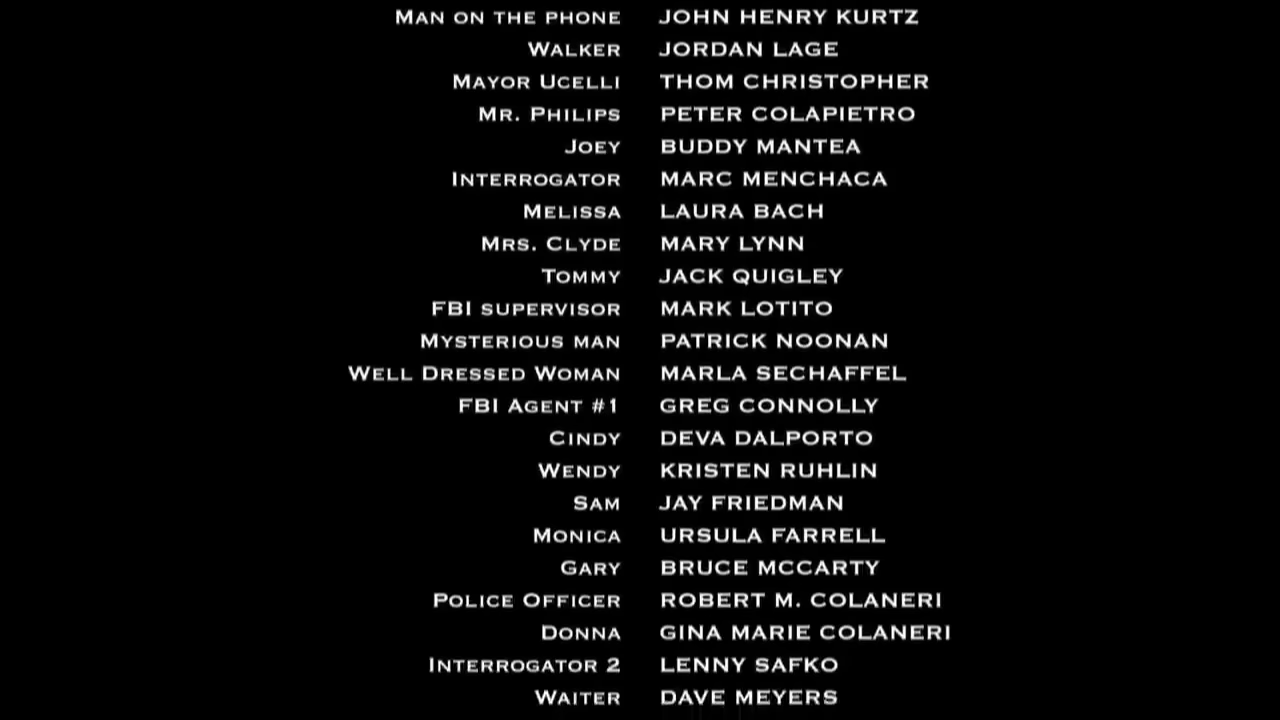 Man on the phone JOHN HENRY KURTZ
Walker JORDAN LAGE
Mayor Ucelli THOM CHRISTOPHER
Mr. Philips PETER COLAPIETRO
Joey BUDDY MANTEA
Interrogator MARC MENCHACA
Melissa LAURA BACH
Mrs. Clyde MARY LYNN
Tommy JACK QUIGLEY
FBI supervisor MARK LOTITO
Mysterious man PATRICK NOONAN
Well Dressed Woman MARLA SECHAFFEL
FBI Agent #1 GREG CONNOLLY
Cindy DEVA DALPORTO
Wendy KRISTEN RUHLIN
Sam JAY FRIEDMAN
Monica URSULA FARRELL
Gary BRUCE MCCARTY
Police Officer ROBERT M. COLANERI
Donna GINA MARIE COLANERI
Interrogator 2 LENNY SAFKO
Waiter DAVE MEYERS